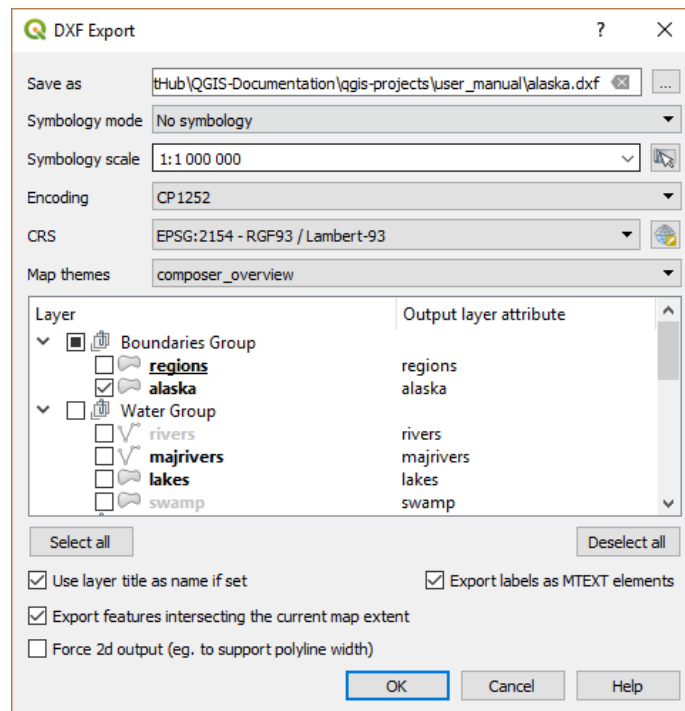 DXF Export ?
Save as tHub\QGIS-Documentation\qgis-projects\user_manual\alaska.dxf ...
Symbology mode No symbology
Symbology scale 1:1 000 000
Encoding CP1252
CRS EPSG:2154 - RGF93 / Lambert-93
Map themes composer_overview
Layer Output layer attribute
Boundaries Group
regions regions
alaska alaska
Water Group
rivers rivers
majrivers majrivers
lakes lakes
swamp swamp
Select all Deselect all
Use layer title as name if set Export labels as MTEXT elements
Export features intersecting the current map extent
Force 2d output (eg. to support polyline width)
OK Cancel Help